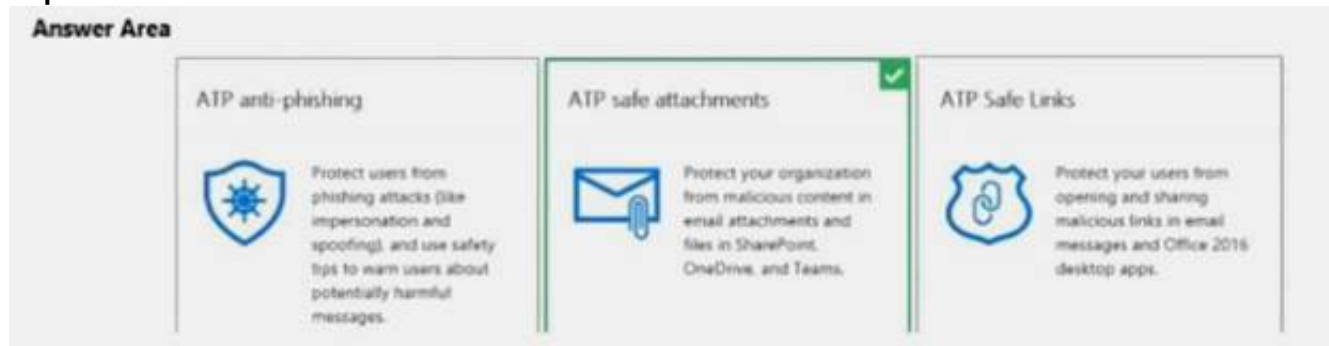 Answer Area
ATP anti-phishing
Protect users from
phishing attacks (like
impersonation and
spoofing), and use safety
tips to warn users about
potentially harmful
messages.
ATP safe attachments
Protect your organization
from malicious content in
email attachments and
files in SharePoint,
OneDrive, and Teams.
ATP Safe Links
Protect your users from
opening and sharing
malicious links in email
messages and Office 2016
desktop apps.